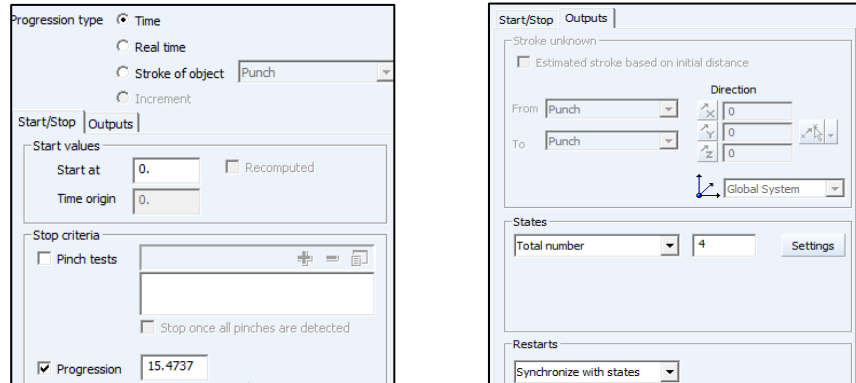 Progression type Time
Real time
Stroke of object Punch
Increment
Start/Stop Outputs
Start values
Start at 0. Recomputed
Time origin 0.
Stop criteria
Pinch tests
Stop once all pinches are detected
Progression 15.4737
Start/Stop Outputs
Stroke unknown
Estimated stroke based on initial distance
Direction
From Punch X 0
Y 0
To Punch
Z 0
Global System
States
Total number 4 Settings
Restarts
Synchronize with states